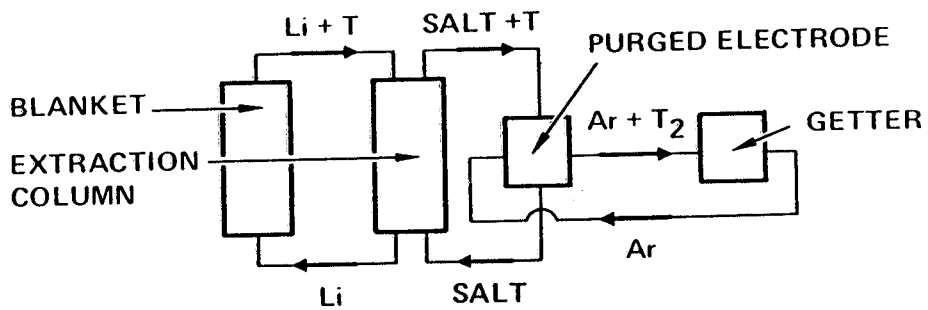 Li + T
SALT + T
PURGED ELECTRODE
BLANKET
Ar + T2
GETTER
EXTRACTION
COLUMN
Ar
Li
SALT